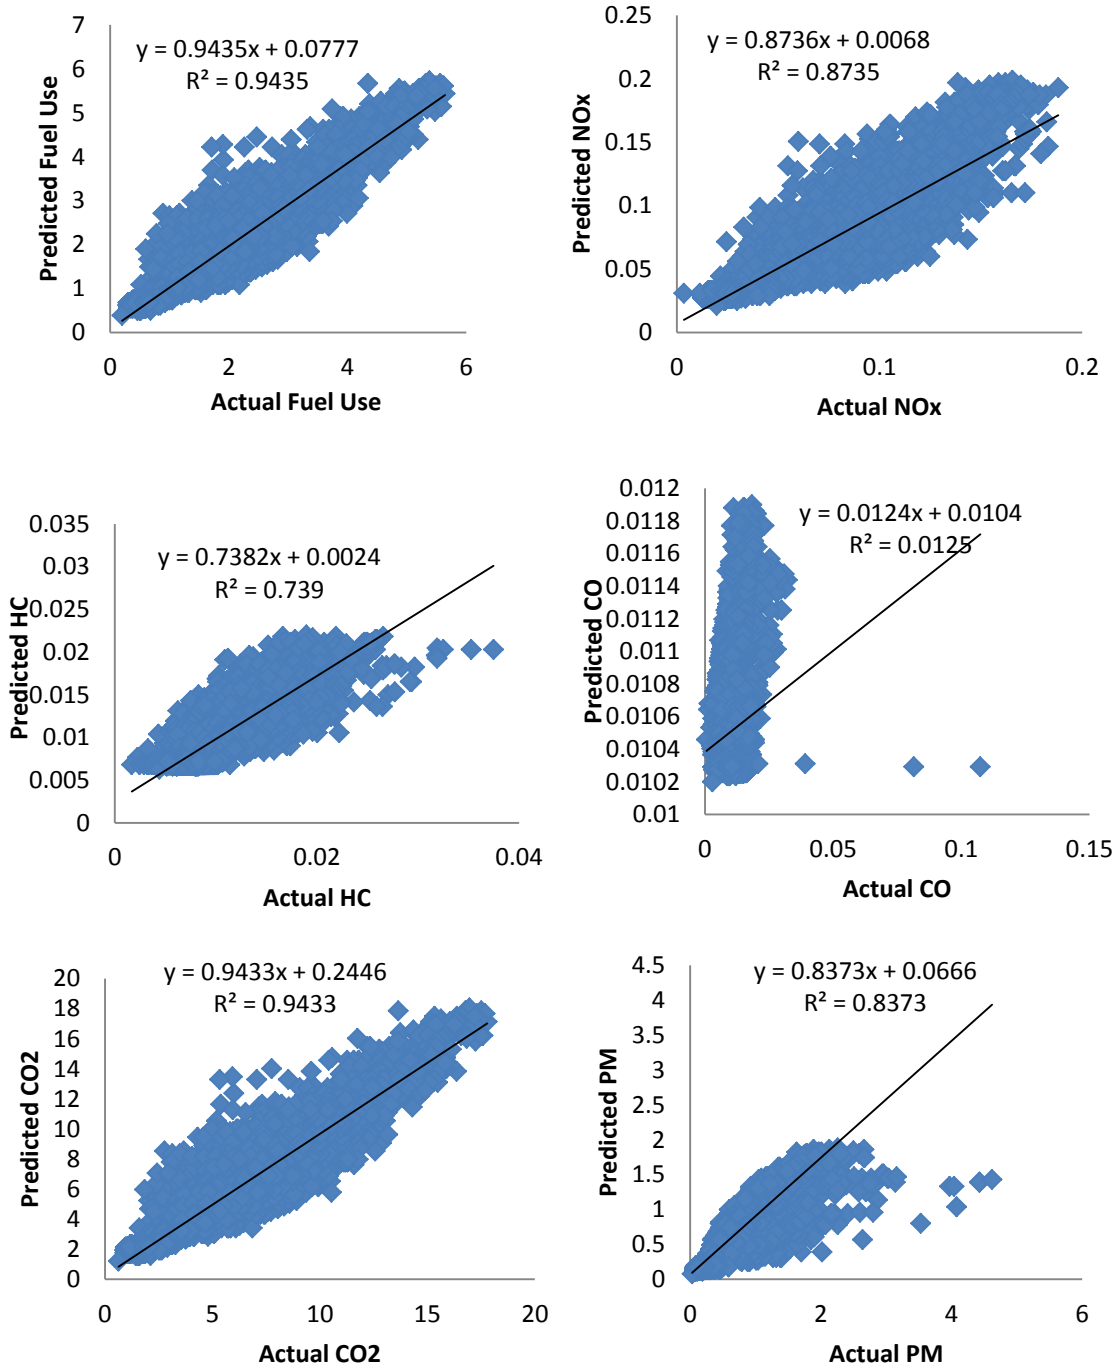 y = 0.9435x + 0.0777
R² = 0.9435
Predicted Fuel Use
7
6
5
4
3
2
1
0
0 2 4 6
Actual Fuel Use
y = 0.8736x + 0.0068
R² = 0.8735
Predicted NOx
0.25
0.2
0.15
0.1
0.05
0
0 0.1 0.2
Actual NOx
y = 0.7382x + 0.0024
R² = 0.739
Predicted HC
0.035
0.03
0.025
0.02
0.015
0.01
0.005
0
0 0.02 0.04
Actual HC
y = 0.0124x + 0.0104
R² = 0.0125
Predicted CO
0.012
0.0118
0.0116
0.0114
0.0112
0.011
0.0108
0.0106
0.0104
0.0102
0.01
0 0.05 0.1 0.15
Actual CO
y = 0.9433x + 0.2446
R² = 0.9433
Predicted CO2
20
18
16
14
12
10
8
6
4
2
0
0 5 10 15 20
Actual CO2
y = 0.8373x + 0.0666
R² = 0.8373
Predicted PM
4.5
4
3.5
3
2.5
2
1.5
1
0.5
0
0 2 4 6
Actual PM